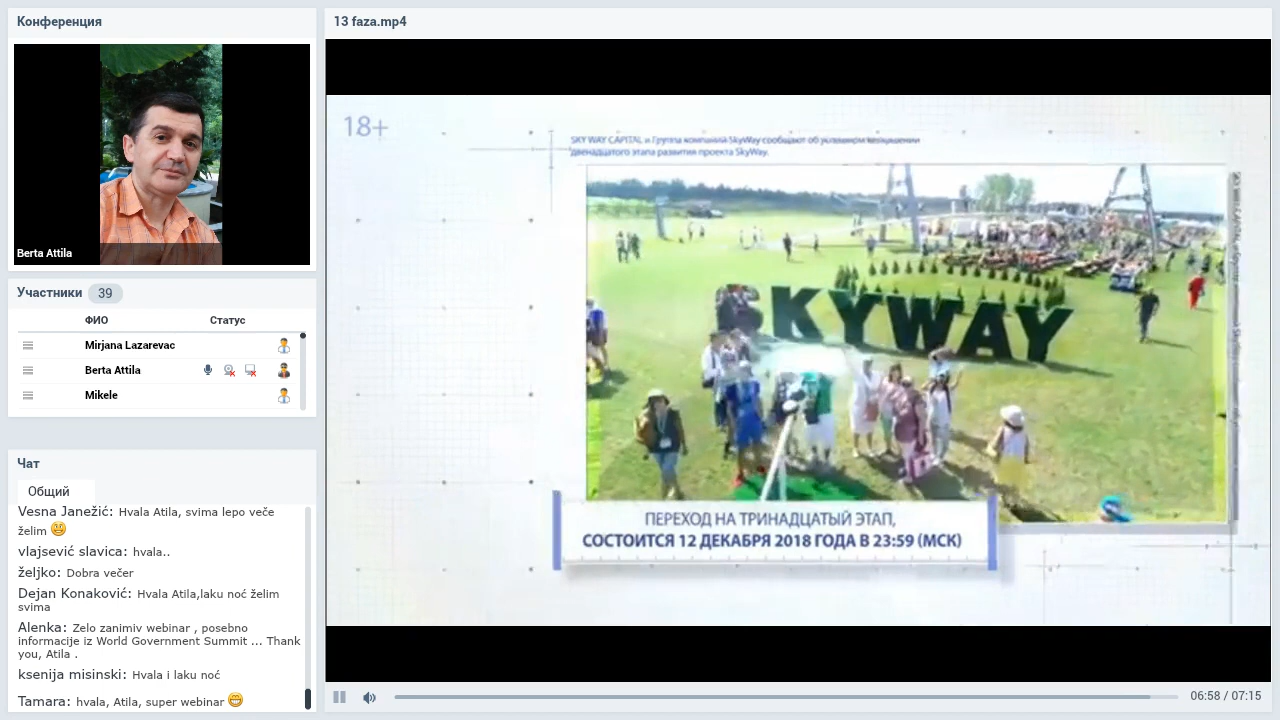 Конференция
Berta Attila
Участники 39
ФИО Статус
Mirjana Lazarevac
Berta Attila
Mikele
Чат
Общий
Vesna Janežić: Hvala Atila, svima lepo veče
želim
vlajsević slavica: hvala..
željko: Dobra večer
Dejan Konaković: Hvala Atila,laku noć želim
svima
Alenka: Zelo zanimiv webinar , posebno
informacije iz World Government Summit ... Thank
you, Atila .
ksenija misinski: Hvala i laku noć
Tamara: hvala, Atila, super webinar
13 faza.mp4
18+
SKY WAY CAPITAL и Группа компаний SkyWay сообщают об успешном завершении
двенадцатого этапа развития проекта SkyWay.
SKYWAY
ПЕРЕХОД НА ТРИНАДЦАТЫЙ ЭТАП,
СОСТОИТСЯ 12 ДЕКАБРЯ 2018 ГОДА В 23:59 (МСК)
06:58 / 07:15